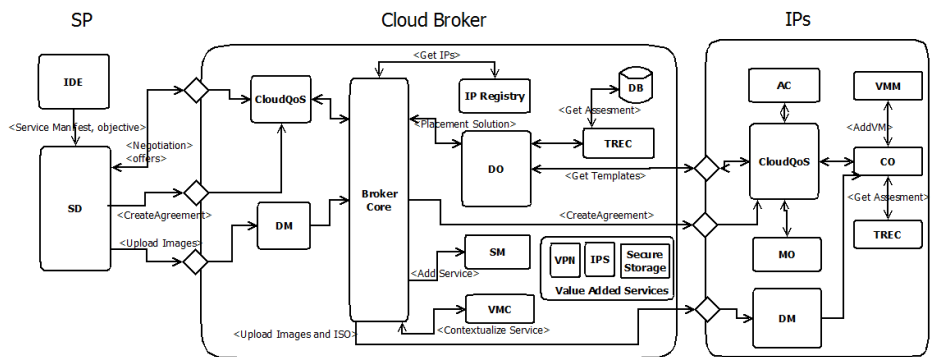 SP
Cloud Broker
IPs
<Get IPs>
IDE
CloudQoS
IP Registry
DB
AC
VMM
<Get Assesment>
<Service Manifest, objective>
<Placement Solution>
<AddVM>
<Negotiation>
<offers>
TREC
CloudQoS
CO
DO
<Get Templates>
<Get Assesment>
SD
Broker
Core
<CreateAgreement>
<CreateAgreement>
DM
TREC
<Upload Images>
SM
VPN
IPS
Secure
Storage
MO
<Add Service>
Value Added Services
VMC
DM
<Upload Images and ISO>
<Contextualize Service>